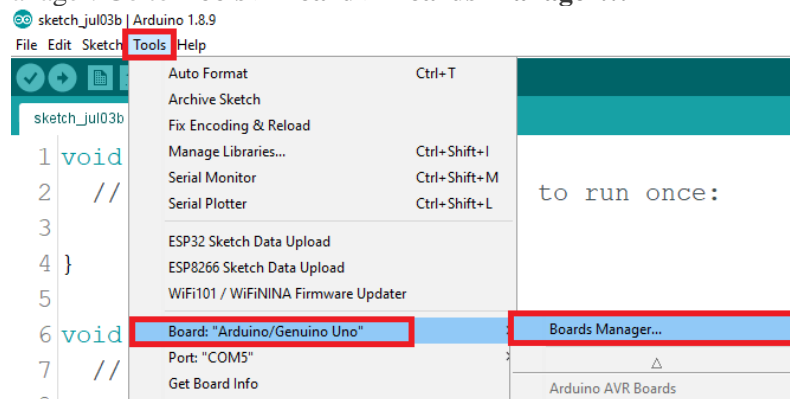 sketch_jul03b | Arduino 1.8.9
File Edit Sketch Tools Help
Auto Format Ctrl+T
Archive Sketch
sketch_jul03b
Fix Encoding & Reload
1 void
Manage Libraries... Ctrl+Shift+I
Serial Monitor Ctrl+Shift+M
2 // to run once:
Serial Plotter Ctrl+Shift+L
3
ESP32 Sketch Data Upload
4 }
ESP8266 Sketch Data Upload
WiFi101 / WiFiNINA Firmware Updater
5
6 void
Board: "Arduino/Genuino Uno" Boards Manager...
Port: "COM5"
7 //
Get Board Info
Arduino AVR Boards